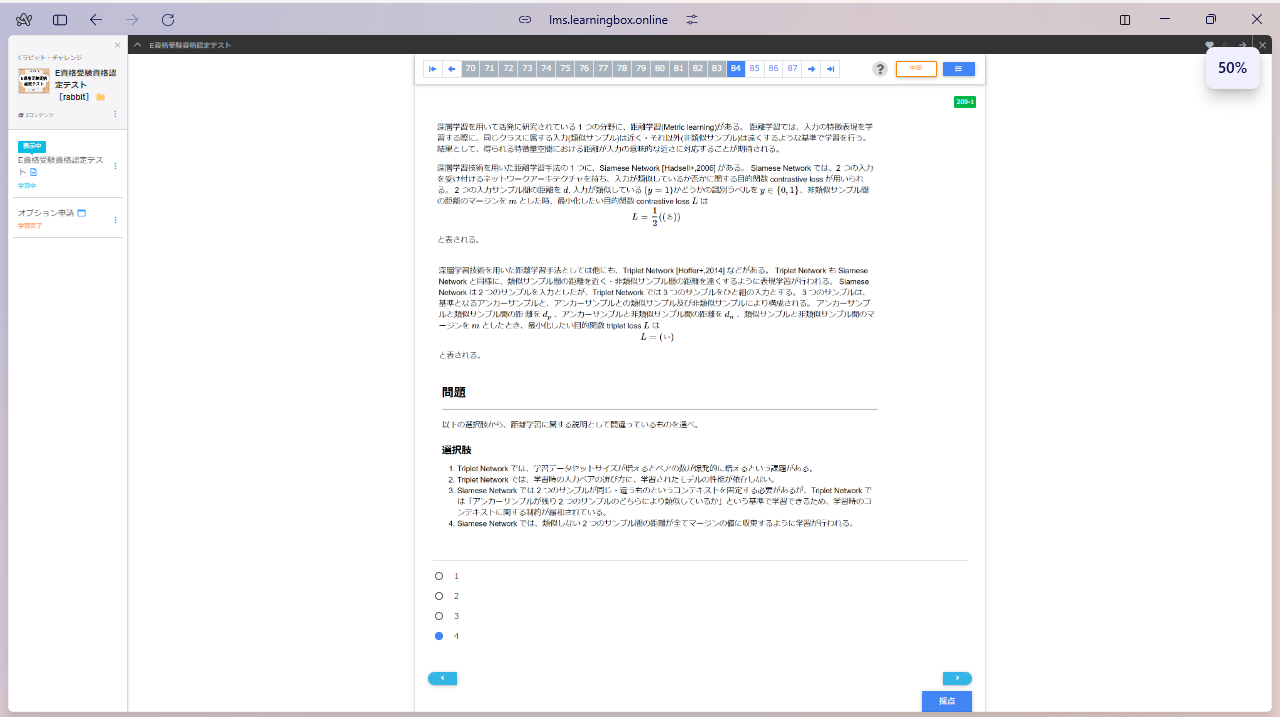 lms.learningbox.online
50%
くラビット・チャレンジ
E資格受験資格認定テスト
E資格受験資格認
定テスト
［rabbit］
2コンテンツ
表示中
E資格受験資格認定テス
ト
学習中
オプション申請
学習完了
70 71 72 73 74 75 76 77 78 79 80 81 82 83 84 85 86 87
?
中断
209-1
深層学習を用いて活発に研究されている 1 つの分野に、距離学習(Metric learning)がある。 距離学習では、入力の特徴表現を学
習する際に、同じクラスに属する入力(類似サンプル)は近く・それ以外(非類似サンプル)は遠くするような基準で学習を行う。
結果として、得られる特徴量空間における距離が入力の意味的な近さに対応することが期待される。
深層学習技術を用いた距離学習手法の 1 つに、Siamese Network [Hadsell+,2006] がある。 Siamese Network では、2 つの入力
を受け付けるネットワークアーキテクチャを持ち、入力が類似しているか否かに関する目的関数 contrastive loss が用いられ
る。 2 つの入力サンプル間の距離を d, 入力が類似している (y = 1)かどうかの識別ラベルを y ∈ {0, 1}、非類似サンプル間
の距離のマージンを m とした時、最小化したい目的関数 contrastive loss L は
L = 1/2 ((あ))
と表される。
深層学習技術を用いた距離学習手法としては他にも、Triplet Network [Hoffer+,2014] などがある。 Triplet Network も Siamese
Network と同様に、類似サンプル間の距離を近く・非類似サンプル間の距離を遠くするように表現学習が行われる。 Siamese
Network は２つのサンプルを入力としたが、Triplet Network では３つのサンプルをひと組の入力とする。３つのサンプルは、
基準となるアンカーサンプルと、アンカーサンプルとの類似サンプル及び非類似サンプルにより構成される。 アンカーサンプ
ルと類似サンプル間の距 離を dp 、アンカーサンプルと非類似サンプル間の距離を dn 、類似サンプルと非類似サンプル間のマ
ージンを m としたとき、最小化したい目的関数 triplet loss L は
L = (い)
と表される。
問題
以下の選択肢から、距離学習に関する説明として間違っているものを選べ。
選択肢
1. Triplet Network では、学習データセットサイズが増えるとペアの数が爆発的に増えるという課題がある。
2. Triplet Network では、学習時の入力ペアの選び方に、学習されたモデルの性能が依存しない。
3. Siamese Network では２つのサンプルが同じ・違うものというコンテキストを固定する必要があるが、Triplet Network で
は「アンカーサンプルが残り２つのサンプルのどちらにより類似しているか」という基準で学習できるため、学習時のコ
ンテキストに関する制約が緩和されている。
4. Siamese Network では、類似しない２つのサンプル間の距離が全てマージンの値に収束するように学習が行われる。
1
2
3
4
採点